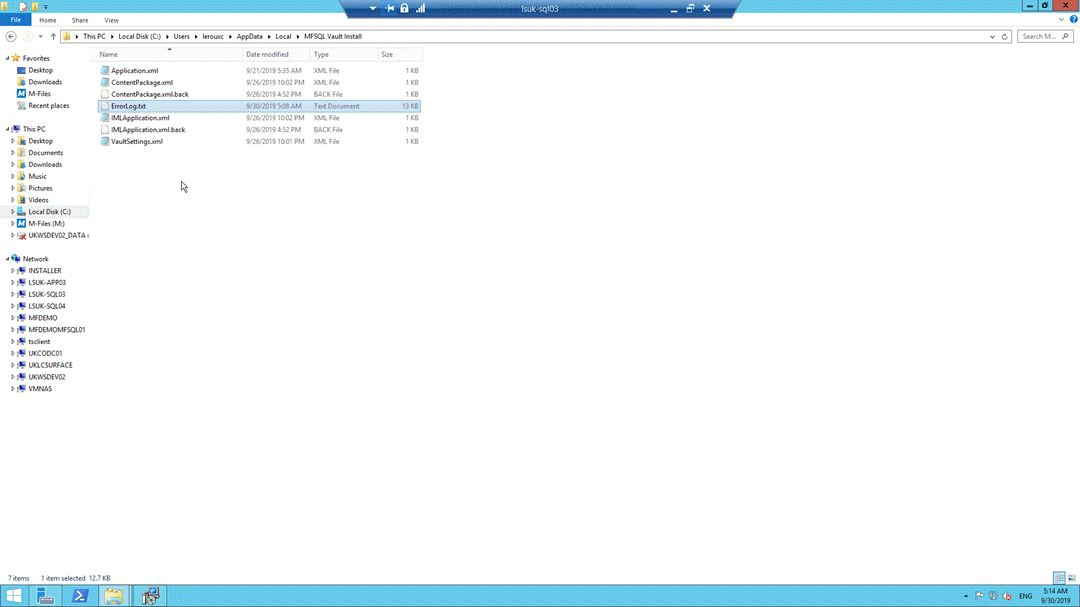 lsuk-sql03
File Home Share View
This PC Local Disk (C:) Users lerouxc AppData Local MFSQL Vault Install
Search M...
Name Date modified Type Size
Application.xml 9/21/2019 5:35 AM XML File 1 KB
ContentPackage.xml 9/26/2019 10:02 PM XML File 1 KB
ContentPackage.xml.back 9/26/2019 4:52 PM BACK File 1 KB
ErrorLog.txt 9/30/2019 5:08 AM Text Document 13 KB
IMLApplication.xml 9/26/2019 10:02 PM XML File 1 KB
IMLApplication.xml.back 9/26/2019 4:52 PM BACK File 1 KB
VaultSettings.xml 9/26/2019 10:01 PM XML File 1 KB
Favorites
Desktop
Downloads
M-Files
Recent places
This PC
Desktop
Documents
Downloads
Music
Pictures
Videos
Local Disk (C:)
M-Files (M:)
UKWSDEV02_DATA (
Network
INSTALLER
LSUK-APP03
LSUK-SQL03
LSUK-SQL04
MFDEMO
MFDEMOMFSQL01
tsclient
UKCODC01
UKLCSURFACE
UKWSDEV02
VMNAS
7 items 1 item selected 12.7 KB
ENG
5:14 AM
9/30/2019